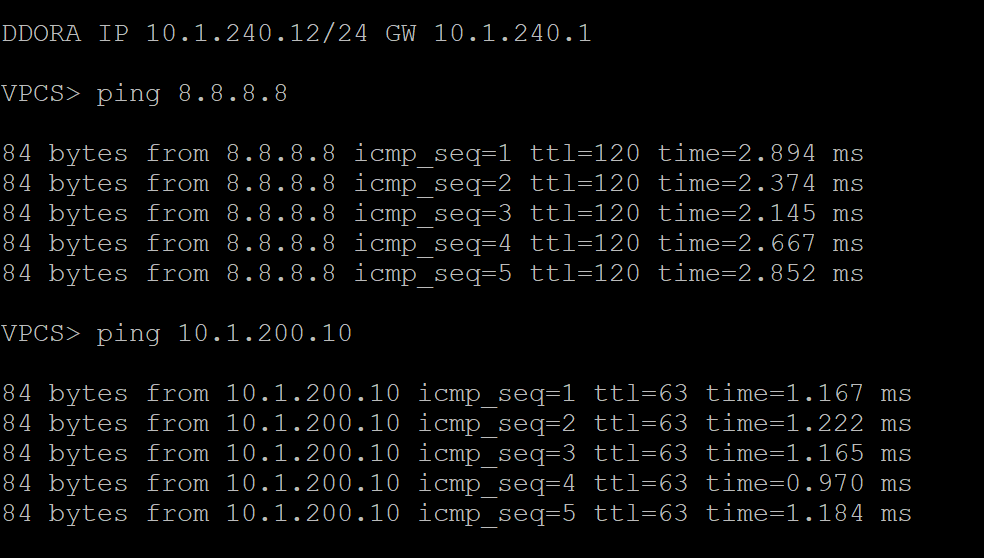 DDORA IP 10.1.240.12/24 GW 10.1.240.1
VPCS> ping 8.8.8.8
84 bytes from 8.8.8.8 icmp_seq=1 ttl=120 time=2.894 ms
84 bytes from 8.8.8.8 icmp_seq=2 ttl=120 time=2.374 ms
84 bytes from 8.8.8.8 icmp_seq=3 ttl=120 time=2.145 ms
84 bytes from 8.8.8.8 icmp_seq=4 ttl=120 time=2.667 ms
84 bytes from 8.8.8.8 icmp_seq=5 ttl=120 time=2.852 ms
VPCS> ping 10.1.200.10
84 bytes from 10.1.200.10 icmp_seq=1 ttl=63 time=1.167 ms
84 bytes from 10.1.200.10 icmp_seq=2 ttl=63 time=1.222 ms
84 bytes from 10.1.200.10 icmp_seq=3 ttl=63 time=1.165 ms
84 bytes from 10.1.200.10 icmp_seq=4 ttl=63 time=0.970 ms
84 bytes from 10.1.200.10 icmp_seq=5 ttl=63 time=1.184 ms